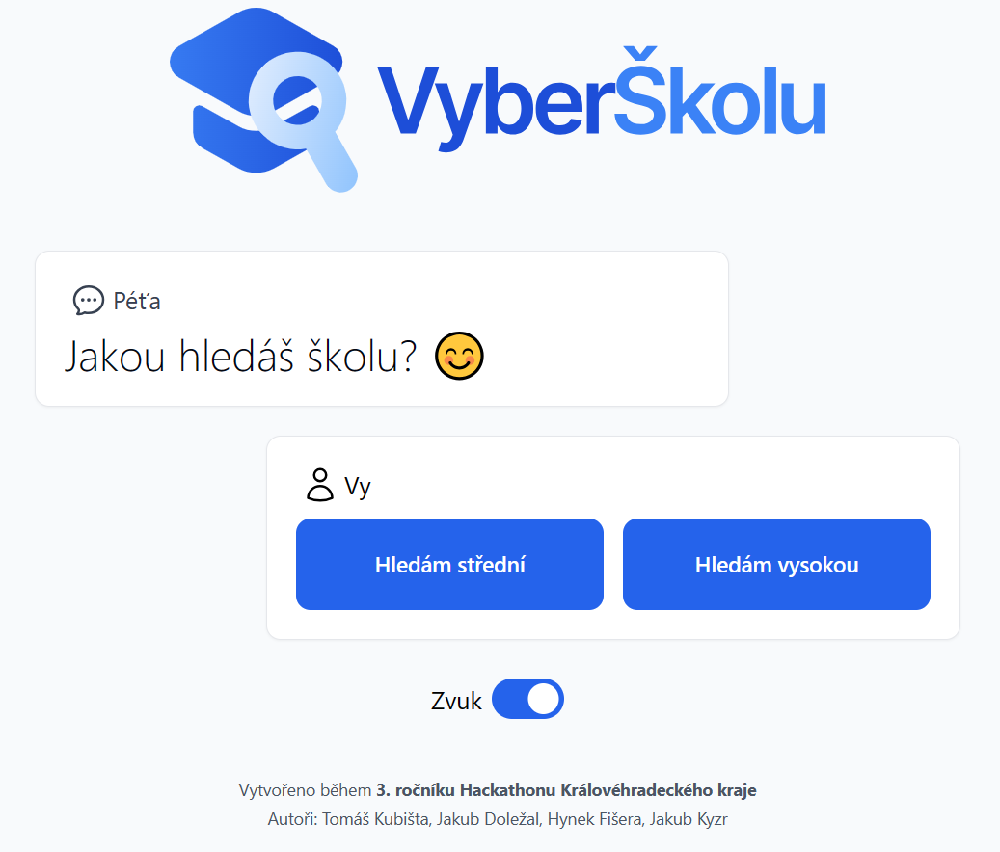 VyberŠkolu
Péťa
Jakou hledáš školu? 😊
Vy
Hledám střední
Hledám vysokou
Zvuk
Vytvořeno během 3. ročníku Hackathonu Královéhradeckého kraje
Autoři: Tomáš Kubišta, Jakub Doležal, Hynek Fišera, Jakub Kyzr